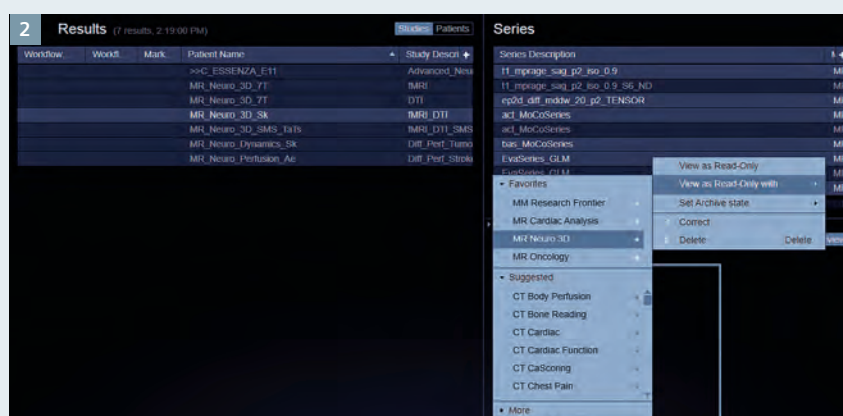 2
Results (7 results, 2:19:00 PM)
Studies Patients
Workflow... Workfl... Mark... Patient Name Study Descri
>>C_ESSENZA_E11 Advanced_Neu
MR_Neuro_3D_7T fMRI
MR_Neuro_3D_7T DTI
MR_Neuro_3D_Sk fMRI_DTI
MR_Neuro_3D_SMS_TaTs fMRI_DTI_SMS
MR_Neuro_Dynamics_Sk Diff_Perf_Tumo
MR_Neuro_Perfusion_Ae Diff_Perf_Stroke
Series
Series Description
t1_mprage_sag_p2_iso_0.9
t1_mprage_sag_p2_iso_0.9_S6_ND
ep2d_diff_mddw_20_p2_TENSOR
act_MoCoSeries
act_MoCoSeries
bas_MoCoSeries
EvaSeries_GLM
EvaSeries_GLM
View as Read-Only
View as Read-Only with
Set Archive state
Correct
Delete Delete
Favorites
MM Research Frontier
MR Cardiac Analysis
MR Neuro 3D
MR Oncology
Suggested
CT Body Perfusion
CT Bone Reading
CT Cardiac
CT Cardiac Function
CT CaScoring
CT Chest Pain
More